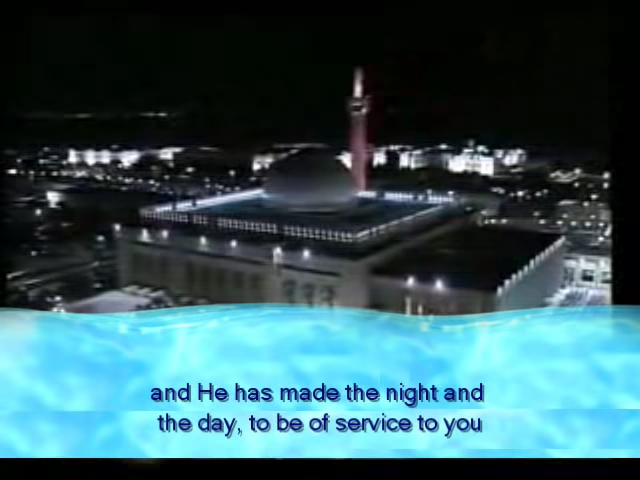 and He has made the night and
the day, to be of service to you